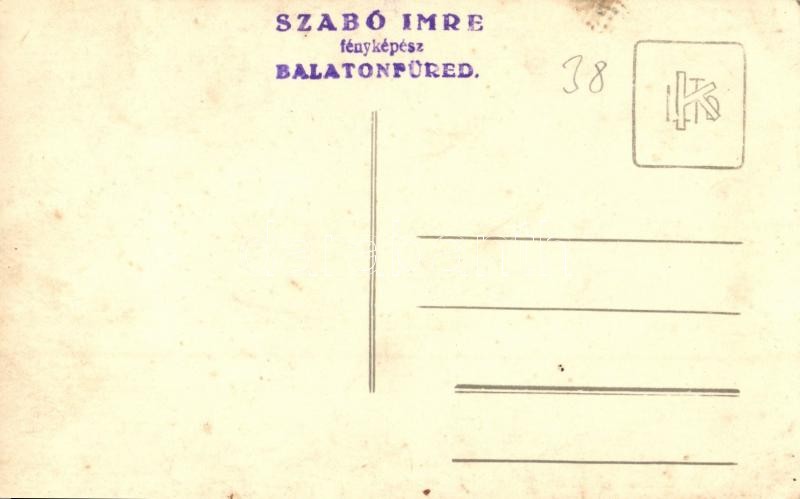 SZABÓ IMRE
fényképész
BALATONFÜRED.
38